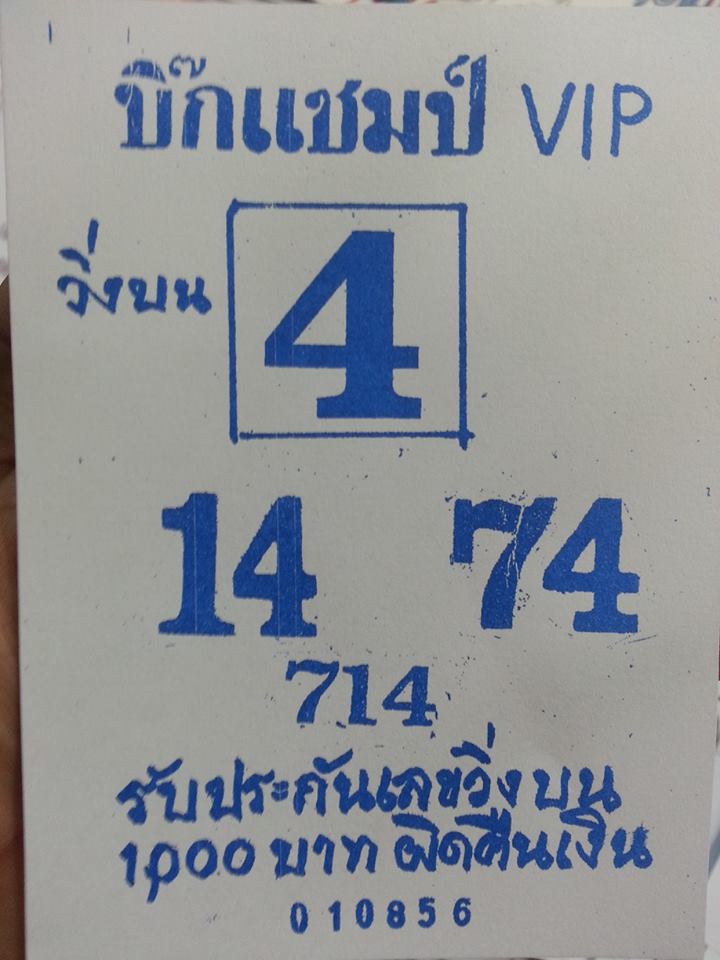 บิ๊กแชมป์ VIP
วิ่งบน 4
14 74
714
รับประกันเลขวิ่งบน
1,000 บาท ผิดคืนเงิน
010856